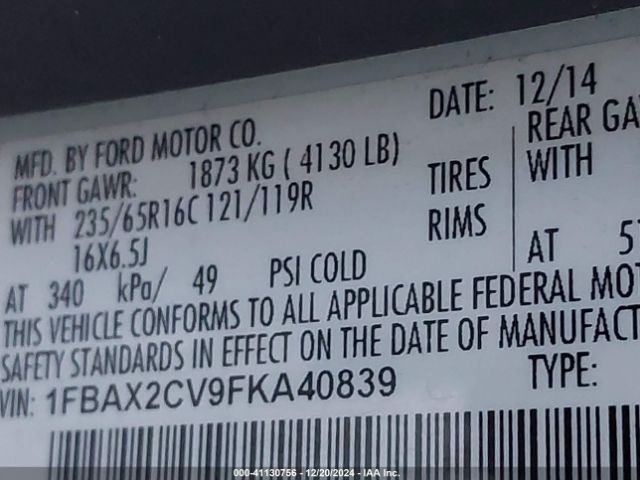 DATE: 12/14
MFD. BY FORD MOTOR CO.
FRONT GAWR: 1873 KG ( 4130 LB)
REAR GA
WITH 235/65R16C 121/119R TIRES
WITH
16X6.5J RIMS
AT 340 kPa/ 49 PSI COLD
AT 5
THIS VEHICLE CONFORMS TO ALL APPLICABLE FEDERAL MO
SAFETY STANDARDS IN EFFECT ON THE DATE OF MANUFACT
VIN: 1FBAX2CV9FKA40839
TYPE:
000-41130756 - 12/20/2024 - IAA Inc.